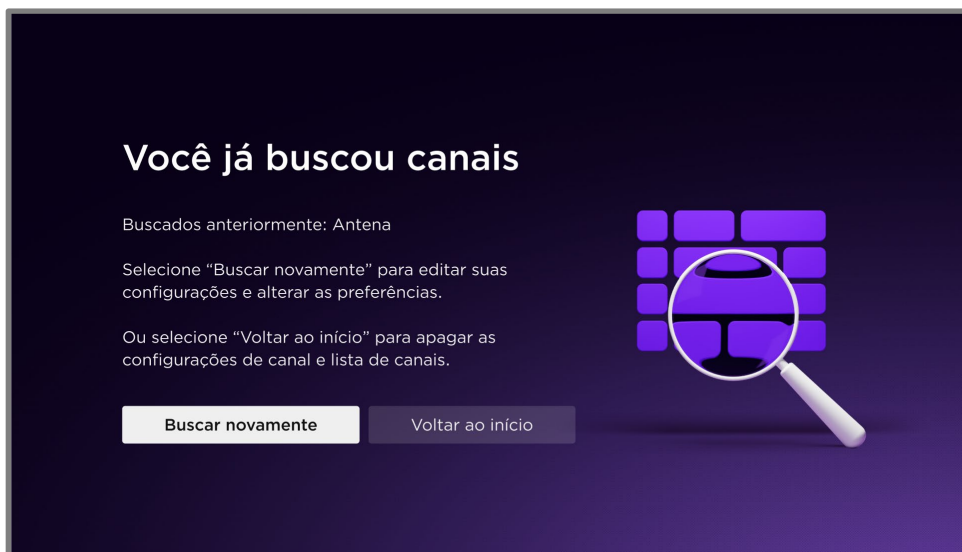 Você já buscou canais
Buscados anteriormente: Antena
Selecione “Buscar novamente” para editar suas
configurações e alterar as preferências.
Ou selecione “Voltar ao início” para apagar as
configurações de canal e lista de canais.
Buscar novamente
Voltar ao início